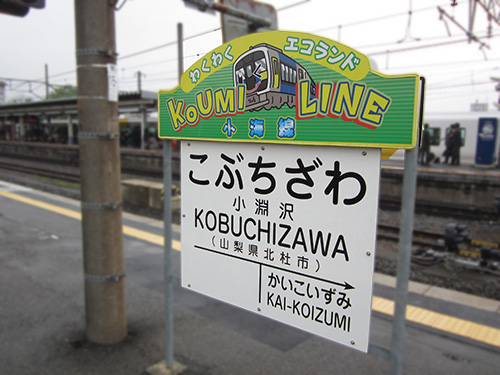 わくわく エコランド
KOUMI LINE
小海線
こぶちざわ
小淵沢
KOBUCHIZAWA
(山梨県北杜市)
かいこいずみ
KAI-KOIZUMI